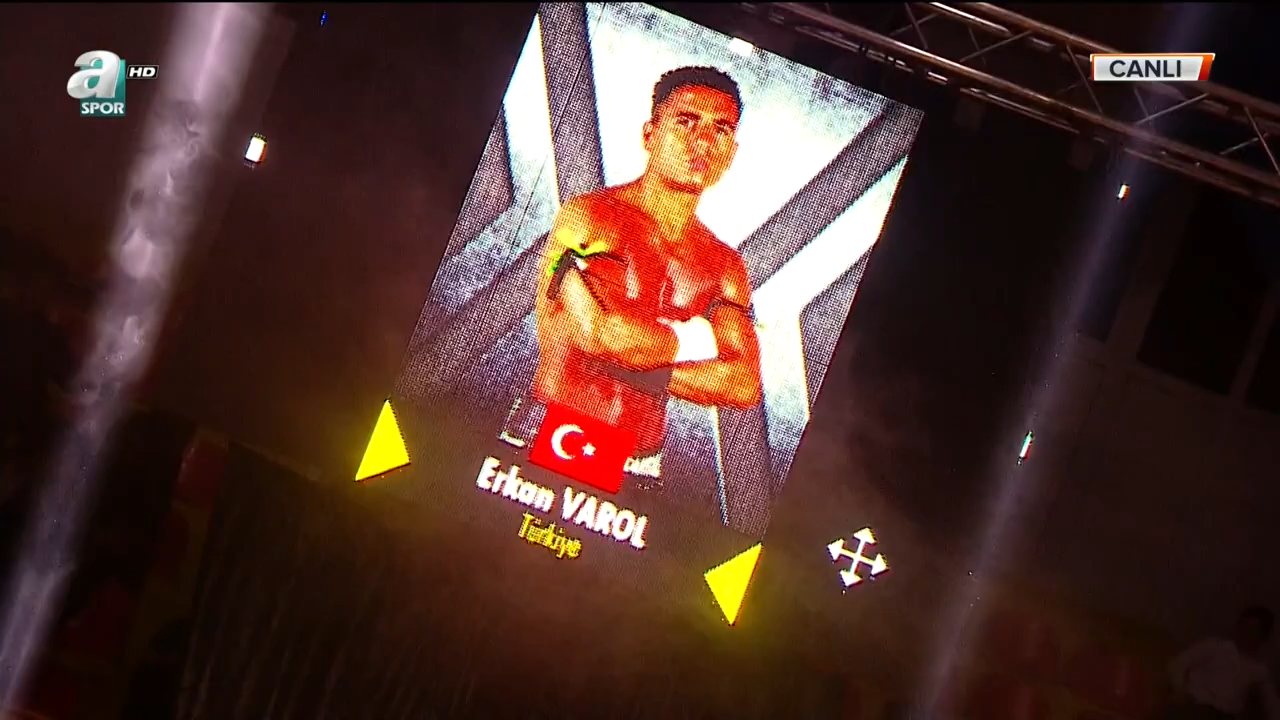 a HD
SPOR
CANLI
Erkan VAROL
Türkiye